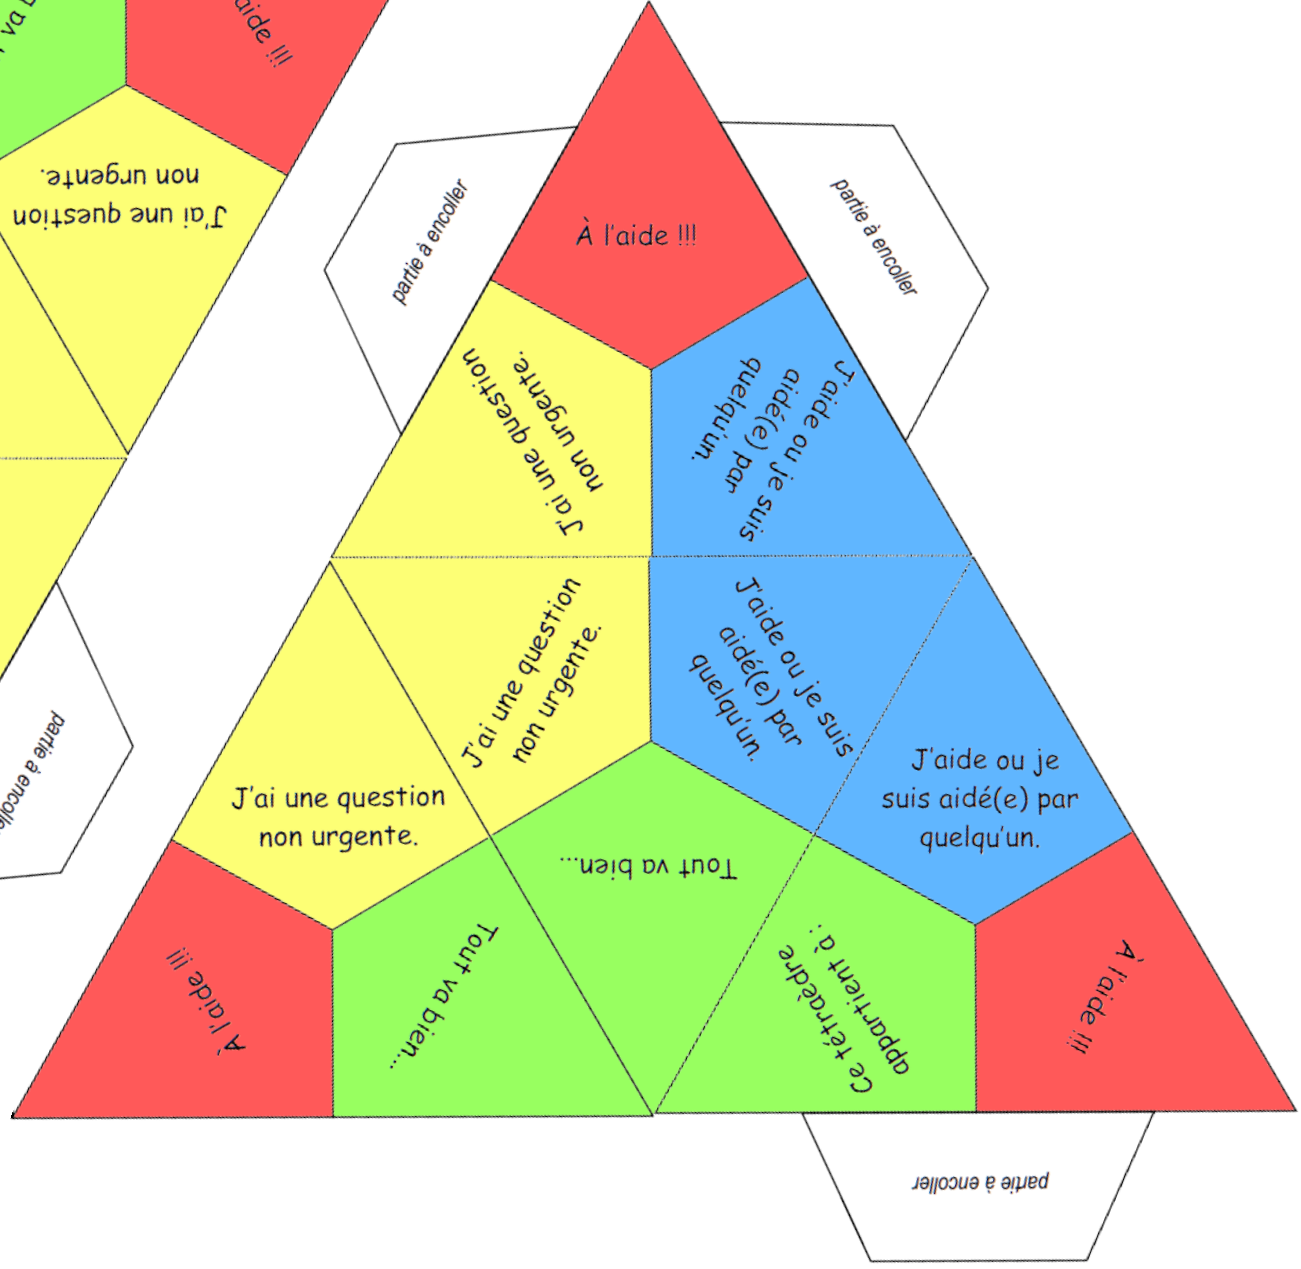 va b
aide !!!
J'ai une question
non urgente.
partie à encoller
À l'aide !!!
partie à encoller
partie à encoller
J'ai une question
non urgente.
J'aide ou je suis
aidé(e) par
quelqu'un.
J'ai une question
non urgente.
J'aide ou je suis
aidé(e) par
quelqu'un.
J'ai une question
non urgente.
J'aide ou je
suis aidé(e) par
quelqu'un.
Tout va bien...
À l'aide !!!
Tout va bien...
Ce tétraèdre
appartient à :
À l'aide !!!
partie à encoller